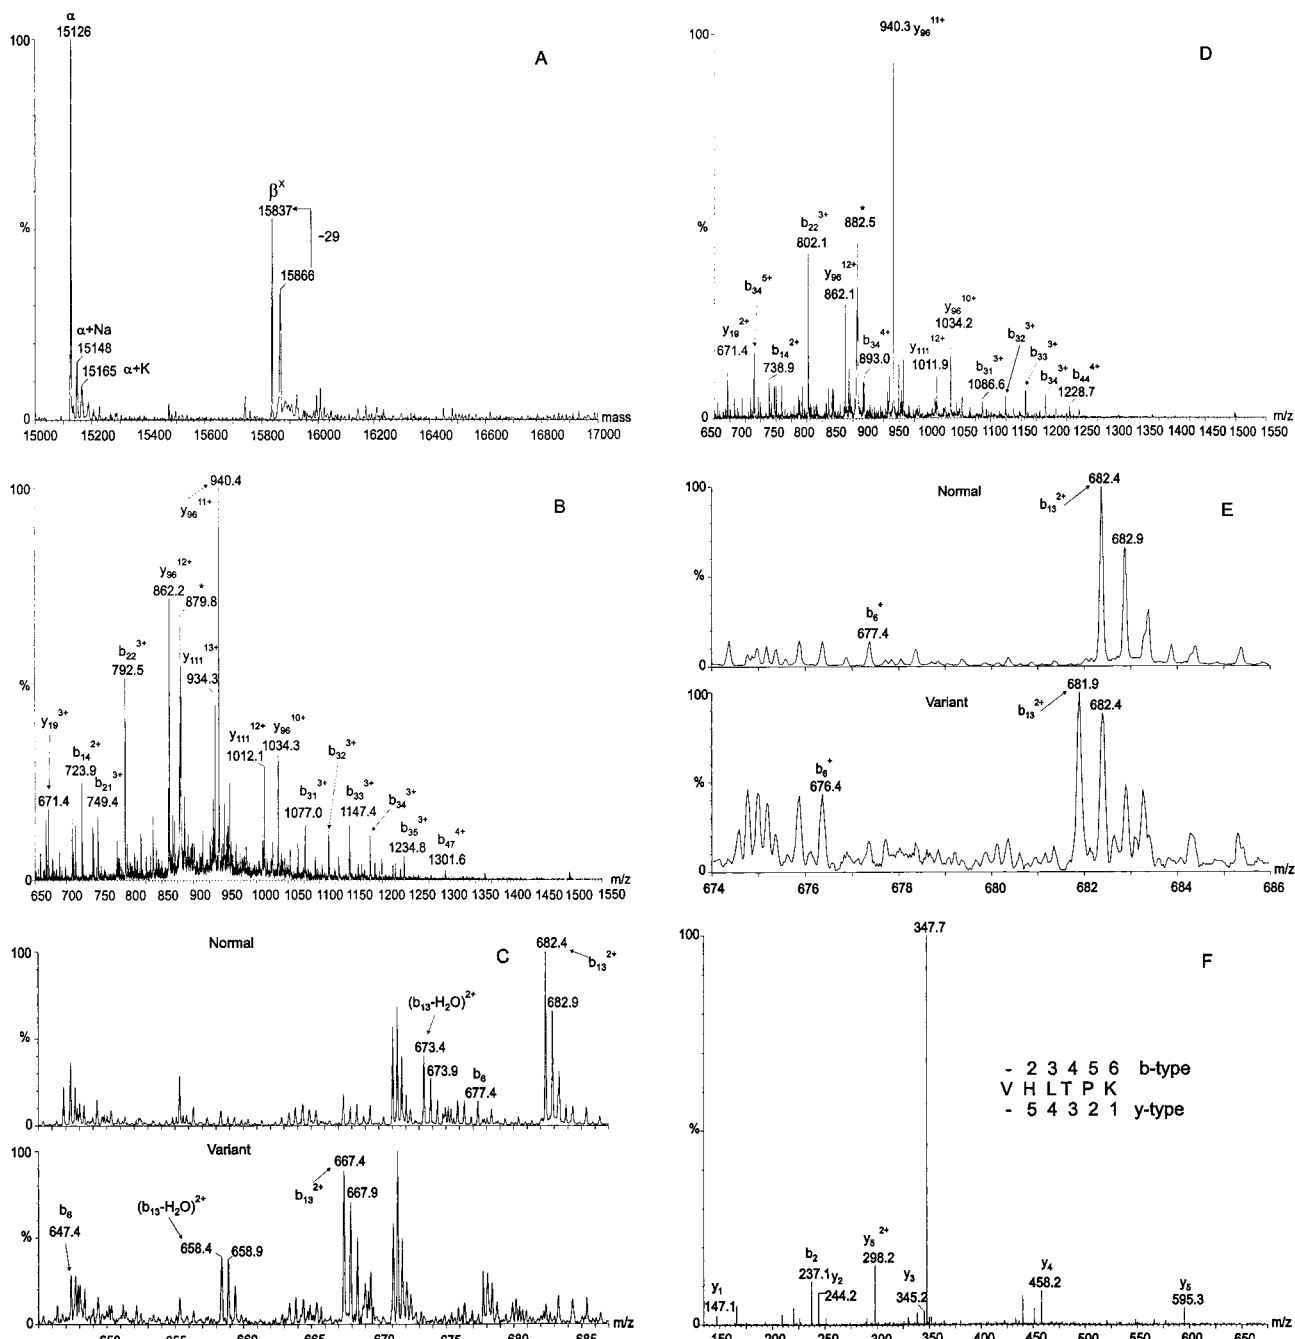 A
α
15126
100
%
α+Na
15148
15165 α+K
βX
15837
−29
15866
0
15000 15200 15400 15600 15800 16000 16200 16400 16600 16800 17000 mass
D
100
940.3 y96 11+
%
b22 3+
802.1
*
882.5
b34 5+
y96 12+
862.1
y19 2+
671.4
b14 2+
738.9
b34 4+
893.0
y96 10+
1034.2
y111 12+
1011.9
b31 3+
1086.6
b32 3+
b33 3+
b34 3+
b44 4+
1228.7
0
650 700 750 800 850 900 950 1000 1050 1100 1150 1200 1250 1300 1350 1400 1450 1500 1550
m/z
B
100
940.4
y96 11+
y96 12+
862.2
*
879.8
y111 13+
934.3
b22 3+
792.5
%
y19 3+
671.4
b14 2+
723.9
b21 3+
749.4
y111 12+
1012.1
y96 10+
1034.3
b31 3+
1077.0
b32 3+
b33 3+
1147.4
b34 3+
b35 3+
1234.8
b47 4+
1301.6
0
650 700 750 800 850 900 950 1000 1050 1100 1150 1200 1250 1300 1350 1400 1450 1500 1550
m/z
E
100
Normal
b13 2+
682.4
682.9
%
b6 +
677.4
0
100
Variant
b13 2+
681.9
682.4
%
b6 +
676.4
0
674 676 678 680 682 684 686 m/z
C
100
Normal
682.4
b13 2+
682.9
(b13-H2O)2+
673.4
673.9
b6
677.4
%
0
100
Variant
b13 2+
667.4
667.9
(b13-H2O)2+
658.4
658.9
b6
647.4
%
0
m/z
F
100
347.7
- 2 3 4 5 6 b-type
V H L T P K
- 5 4 3 2 1 y-type
%
y1
147.1
b2
237.1
y2
244.2
y5 2+
298.2
y3
345.2
y4
458.2
y5
595.3
0
150 200 250 300 350 400 450 500 550 600 650
m/z